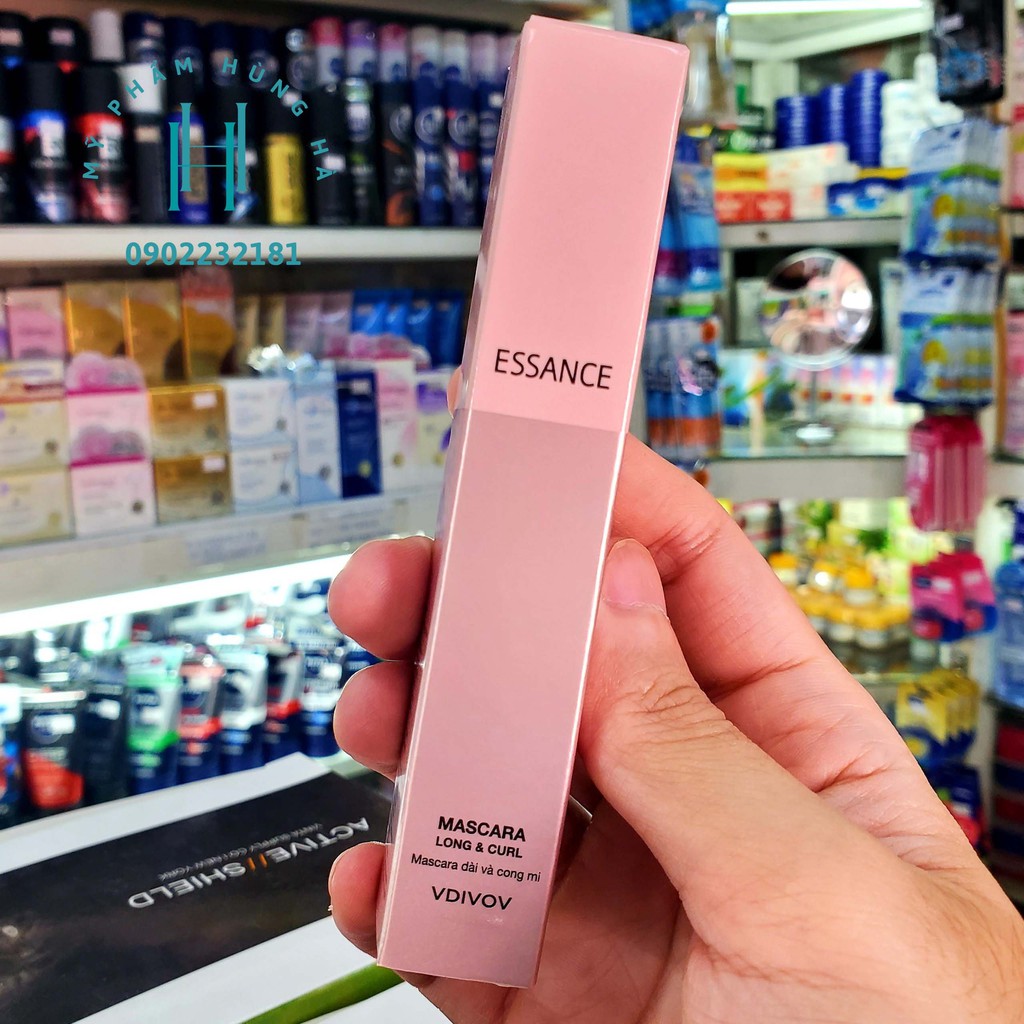 MỸ PHẨM HÙNG HÀ
0902232181
ESSANCE
MASCARA
LONG & CURL
Mascara dài và cong mi
VDIVOV
ACTIVE//SHIELD